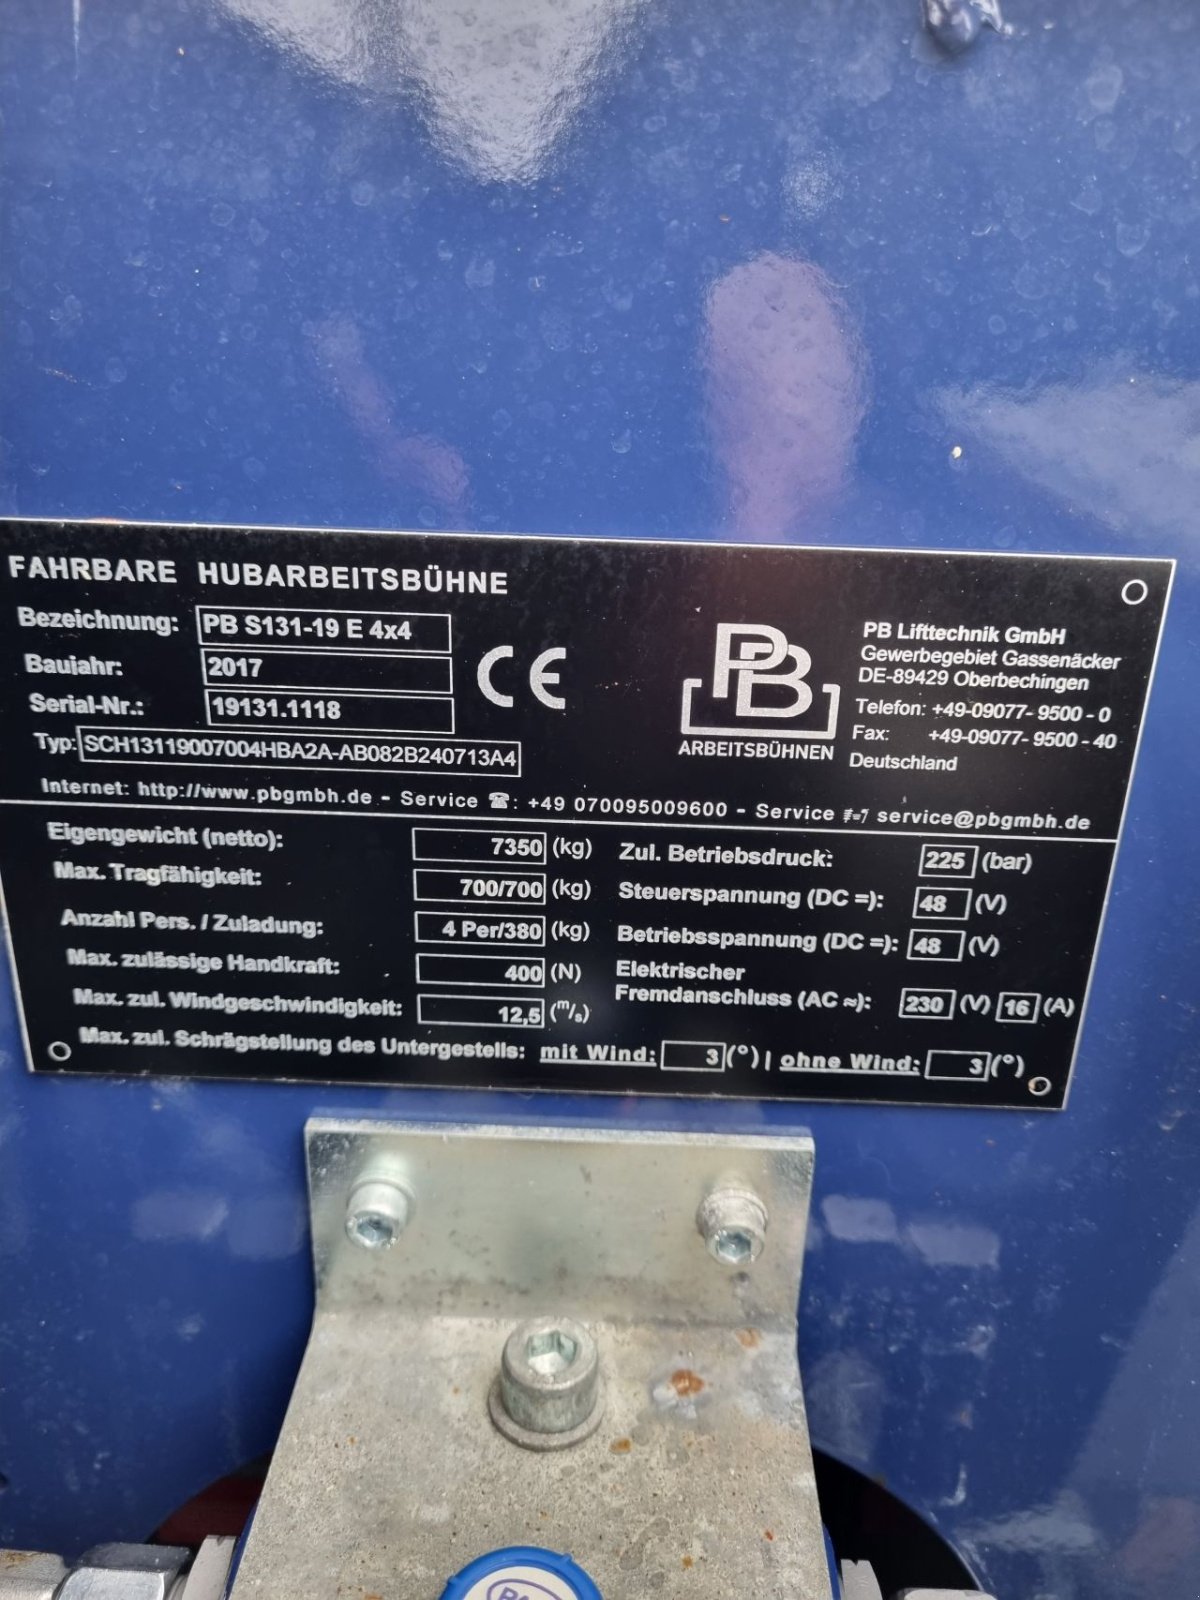 FAHRBARE HUBARBEITSBÜHNE
Bezeichnung: PB S131-19 E 4x4
Baujahr: 2017
Serial-Nr.: 19131.1118
Typ: SCH13119007004HBA2A-AB082B240713A4
CE
PB
ARBEITSBÜHNEN
PB Lifttechnik GmbH
Gewerbegebiet Gassenäcker
DE-89429 Oberbechingen
Telefon: +49-09077- 9500 - 0
Fax: +49-09077- 9500 - 40
Deutschland
Internet: http://www.pbgmbh.de - Service ☎: +49 070095009600 - Service service@pbgmbh.de
Eigengewicht (netto): 7350 (kg)
Max. Tragfähigkeit: 700/700 (kg)
Anzahl Pers. / Zuladung: 4 Per/380 (kg)
Max. zulässige Handkraft: 400 (N)
Max. zul. Windgeschwindigkeit: 12,5 (m/s)
Zul. Betriebsdruck: 225 (bar)
Steuerspannung (DC =): 48 (V)
Betriebsspannung (DC =): 48 (V)
Elektrischer
Fremdanschluss (AC ≈): 230 (V) 16 (A)
Max. zul. Schrägstellung des Untergestells: mit Wind: 3 (°) | ohne Wind: 3 (°)